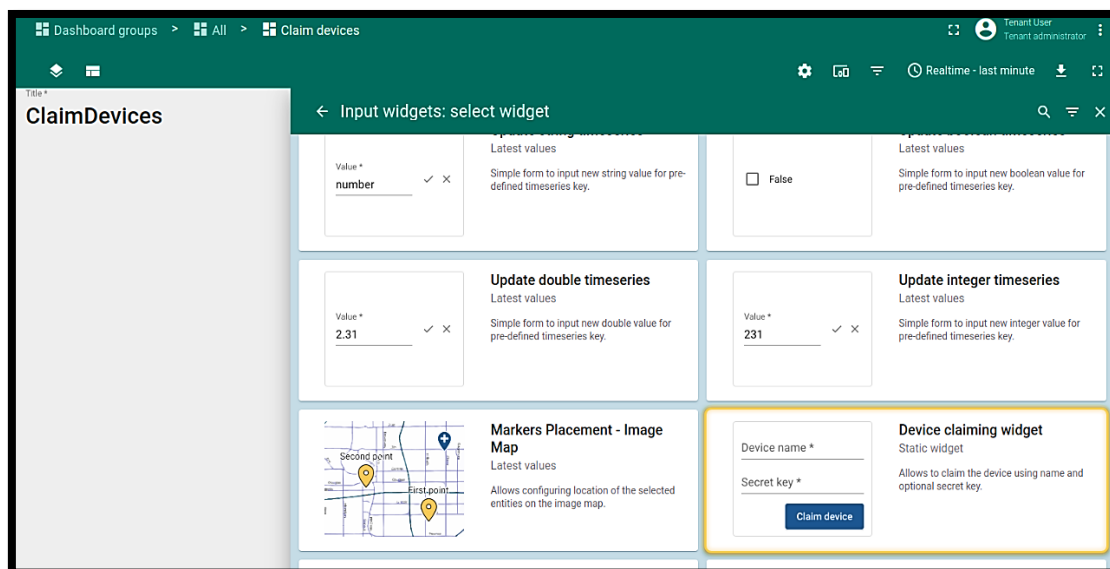 Dashboard groups > All > Claim devices
Tenant User
Tenant administrator
Realtime - last minute
Title *
ClaimDevices
Input widgets: select widget
Latest values
Value *
number
Simple form to input new string value for pre-
defined timeseries key.
Latest values
False
Simple form to input new boolean value for
pre-defined timeseries key.
Update double timeseries
Latest values
Value *
2.31
Simple form to input new double value for
pre-defined timeseries key.
Update integer timeseries
Latest values
Value *
231
Simple form to input new integer value for
pre-defined timeseries key.
Second point
First point
Markers Placement - Image
Map
Latest values
Allows configuring location of the selected
entities on the image map.
Device name *
Secret key *
Claim device
Device claiming widget
Static widget
Allows to claim the device using name and
optional secret key.